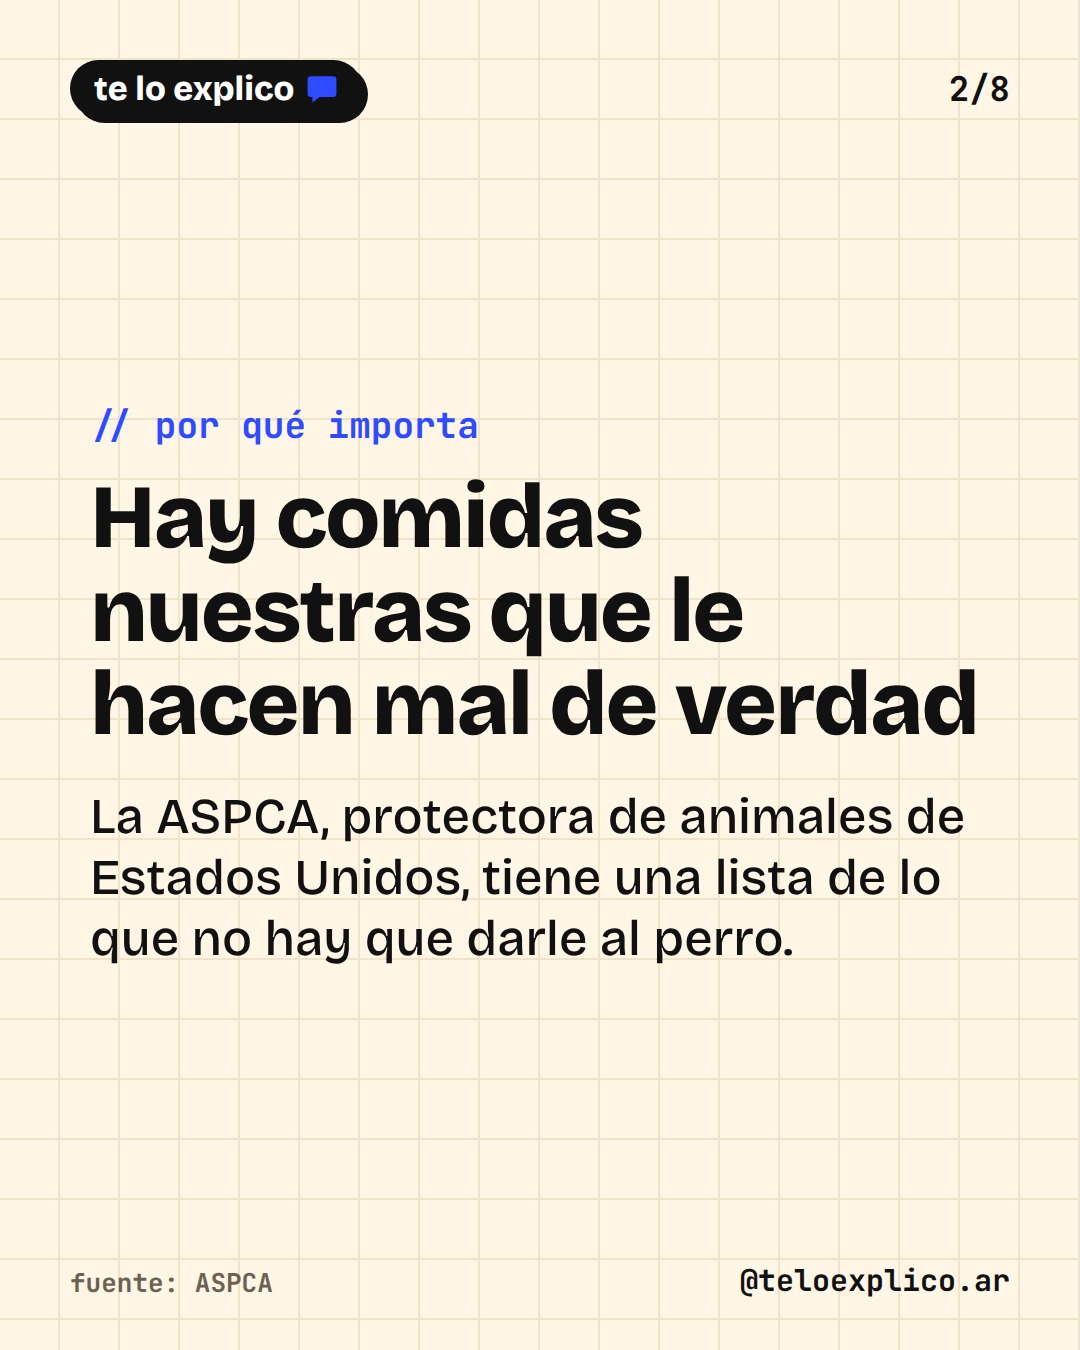 te lo explico
2/8
// por qué importa
Hay comidas
nuestras que le
hacen mal de verdad
La ASPCA, protectora de animales de
Estados Unidos, tiene una lista de lo
que no hay que darle al perro.
fuente: ASPCA
@teloexplico.ar